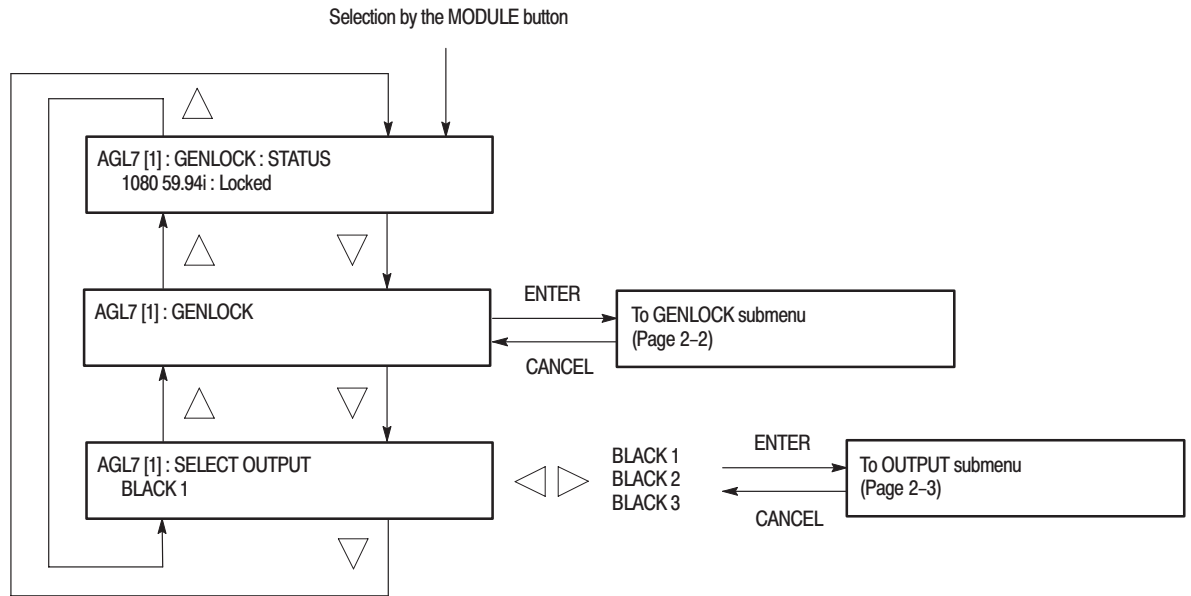 Selection by the MODULE button
AGL7 [1] : GENLOCK : STATUS
1080 59.94i : Locked
AGL7 [1] : GENLOCK
ENTER
CANCEL
To GENLOCK submenu
(Page 2–2)
AGL7 [1] : SELECT OUTPUT
BLACK 1
BLACK 1
BLACK 2
BLACK 3
ENTER
CANCEL
To OUTPUT submenu
(Page 2–3)